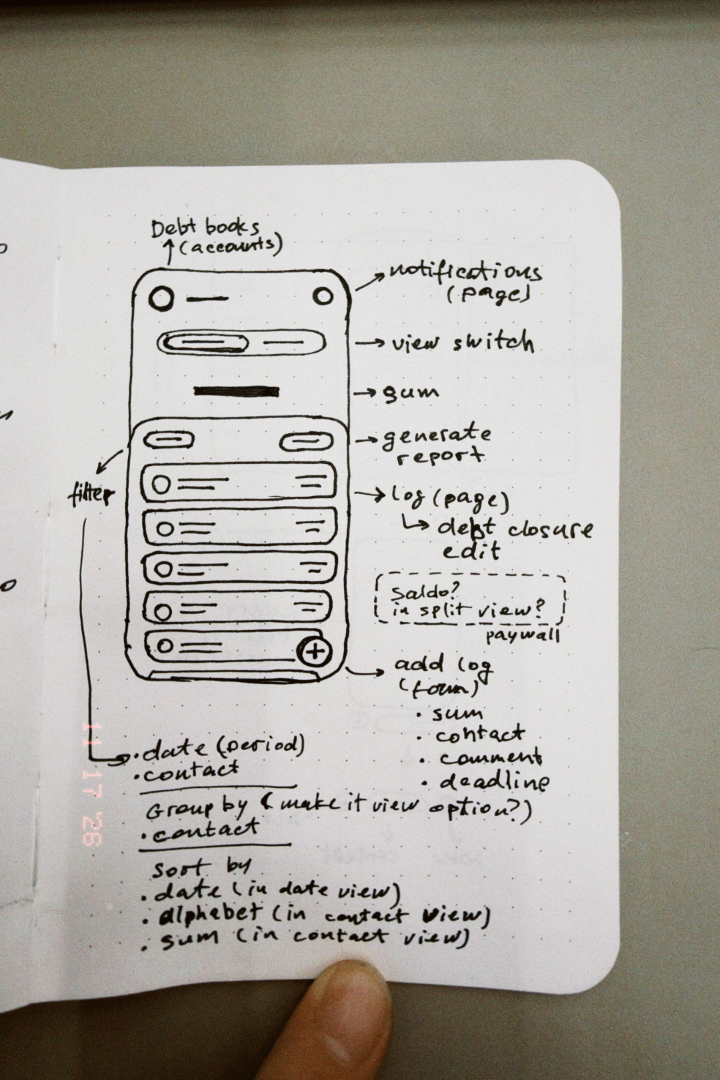 Debt books
(accounts)
notifications
(page)
view switch
sum
generate
report
filter
log (page)
debt closure
edit
Saldo?
in split view?
paywall
add log
(form)
• sum
• contact
• comment
• deadline
• date (period)
• contact
Group by (make it view option?)
• contact
Sort by
• date (in date view)
• alphabet (in contact view)
• sum (in contact view)
11 17 '26